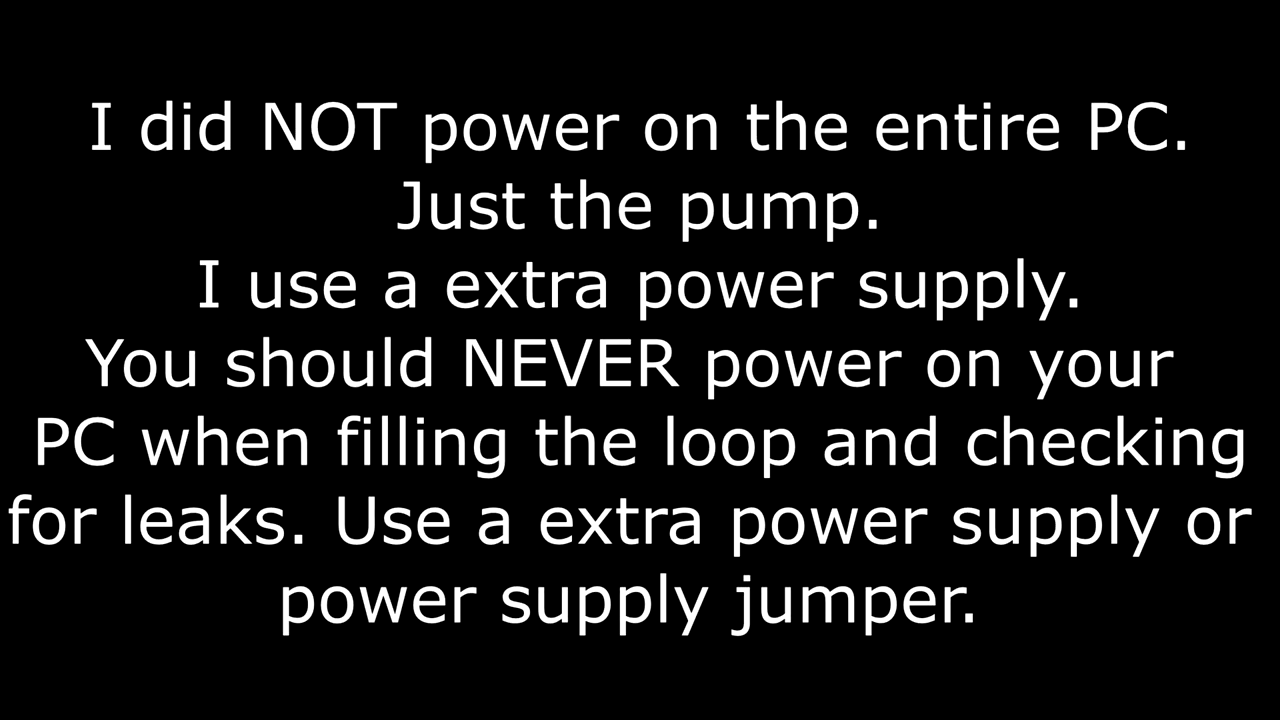 I did NOT power on the entire PC.
Just the pump.
I use a extra power supply.
You should NEVER power on your
PC when filling the loop and checking
for leaks. Use a extra power supply or
power supply jumper.